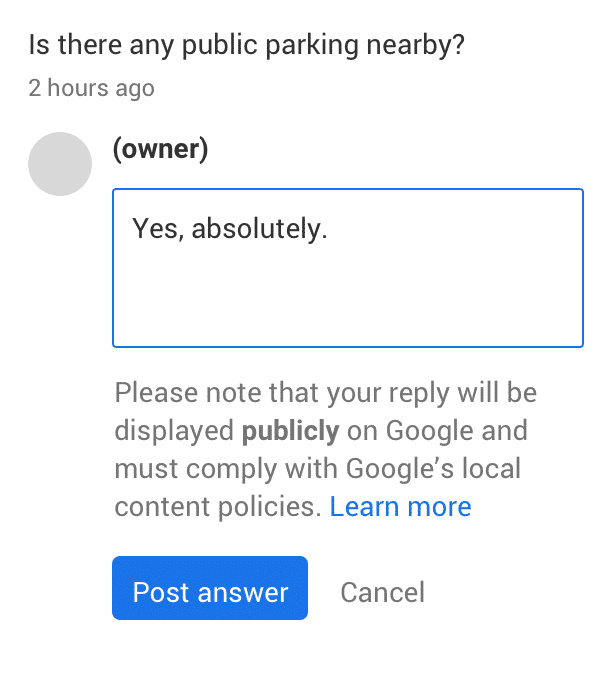 Is there any public parking nearby?
2 hours ago
(owner)
Yes, absolutely.
Please note that your reply will be
displayed publicly on Google and
must comply with Google’s local
content policies. Learn more
Post answer Cancel